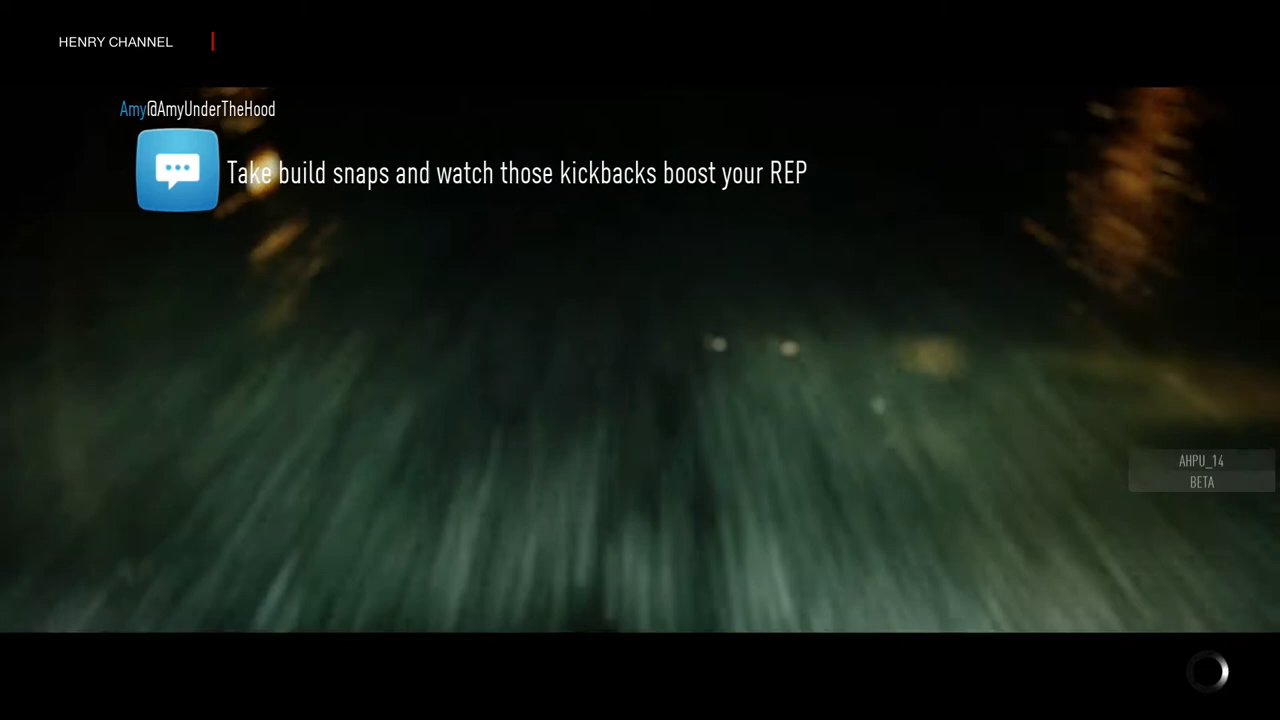 HENRY CHANNEL
Amy@AmyUnderTheHood
Take build snaps and watch those kickbacks boost your REP
AHPU_14
BETA